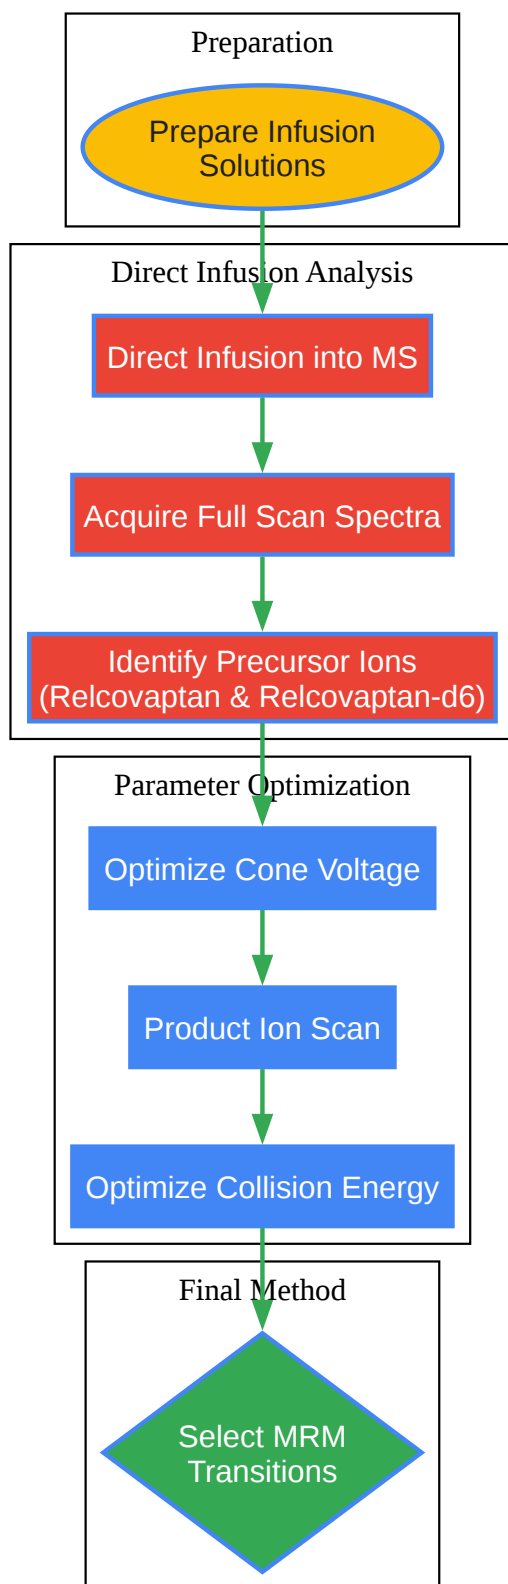 Preparation
Prepare Infusion
Solutions
Direct Infusion Analysis
Direct Infusion into MS
Acquire Full Scan Spectra
Identify Precursor Ions
(Relcovaptan & Relcovaptan-d6)
Parameter Optimization
Optimize Cone Voltage
Product Ion Scan
Optimize Collision Energy
Final Method
Select MRM
Transitions